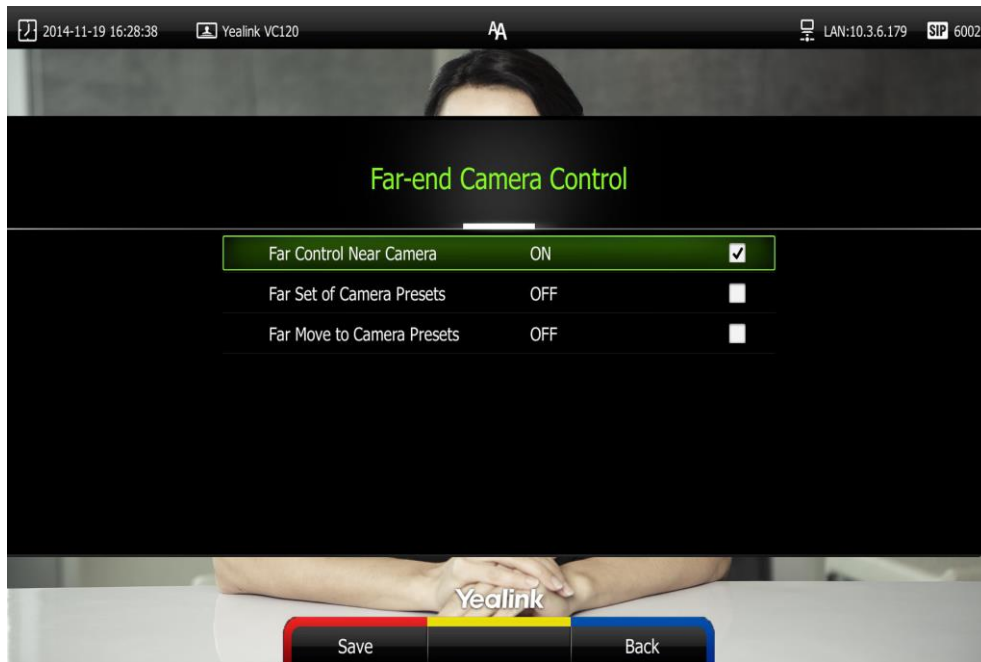 2014-11-19 16:28:38 Yealink VC120 AA LAN:10.3.6.179 SIP 6002
Far-end Camera Control
Far Control Near Camera ON
Far Set of Camera Presets OFF
Far Move to Camera Presets OFF
Yealink
Save Back